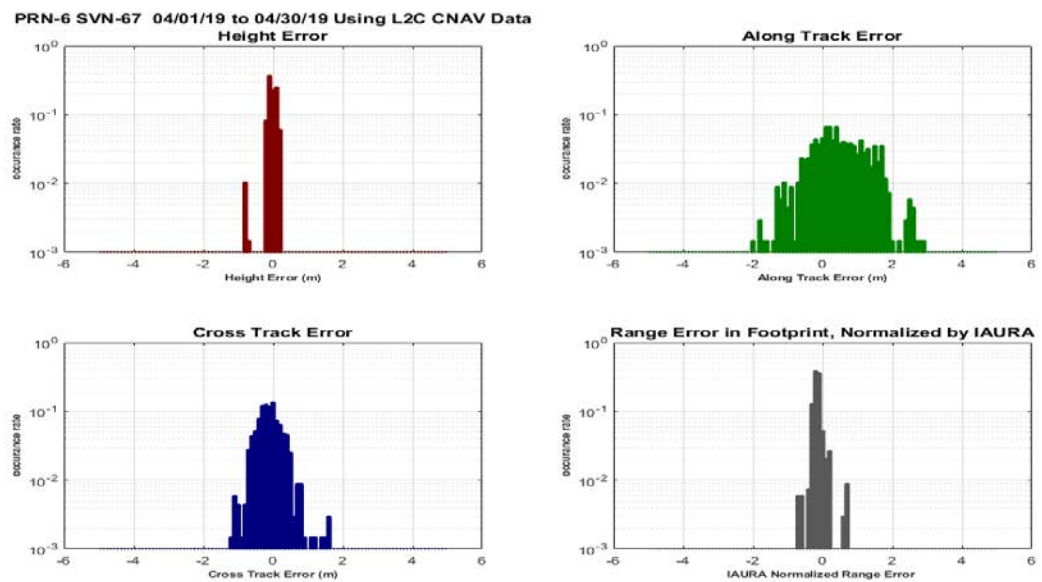 PRN-6 SVN-67 04/01/19 to 04/30/19 Using L2C CNAV Data
Height Error
10^0
10^-1
10^-2
10^-3
occurance rate
-6 -4 -2 0 2 4 6
Height Error (m)
Along Track Error
10^0
10^-1
10^-2
10^-3
occurance rate
-6 -4 -2 0 2 4 6
Along Track Error (m)
Cross Track Error
10^0
10^-1
10^-2
10^-3
occurance rate
-6 -4 -2 0 2 4 6
Cross Track Error (m)
Range Error in Footprint, Normalized by IAURA
10^0
10^-1
10^-2
10^-3
occurance rate
-6 -4 -2 0 2 4 6
IAURA Normalized Range Error